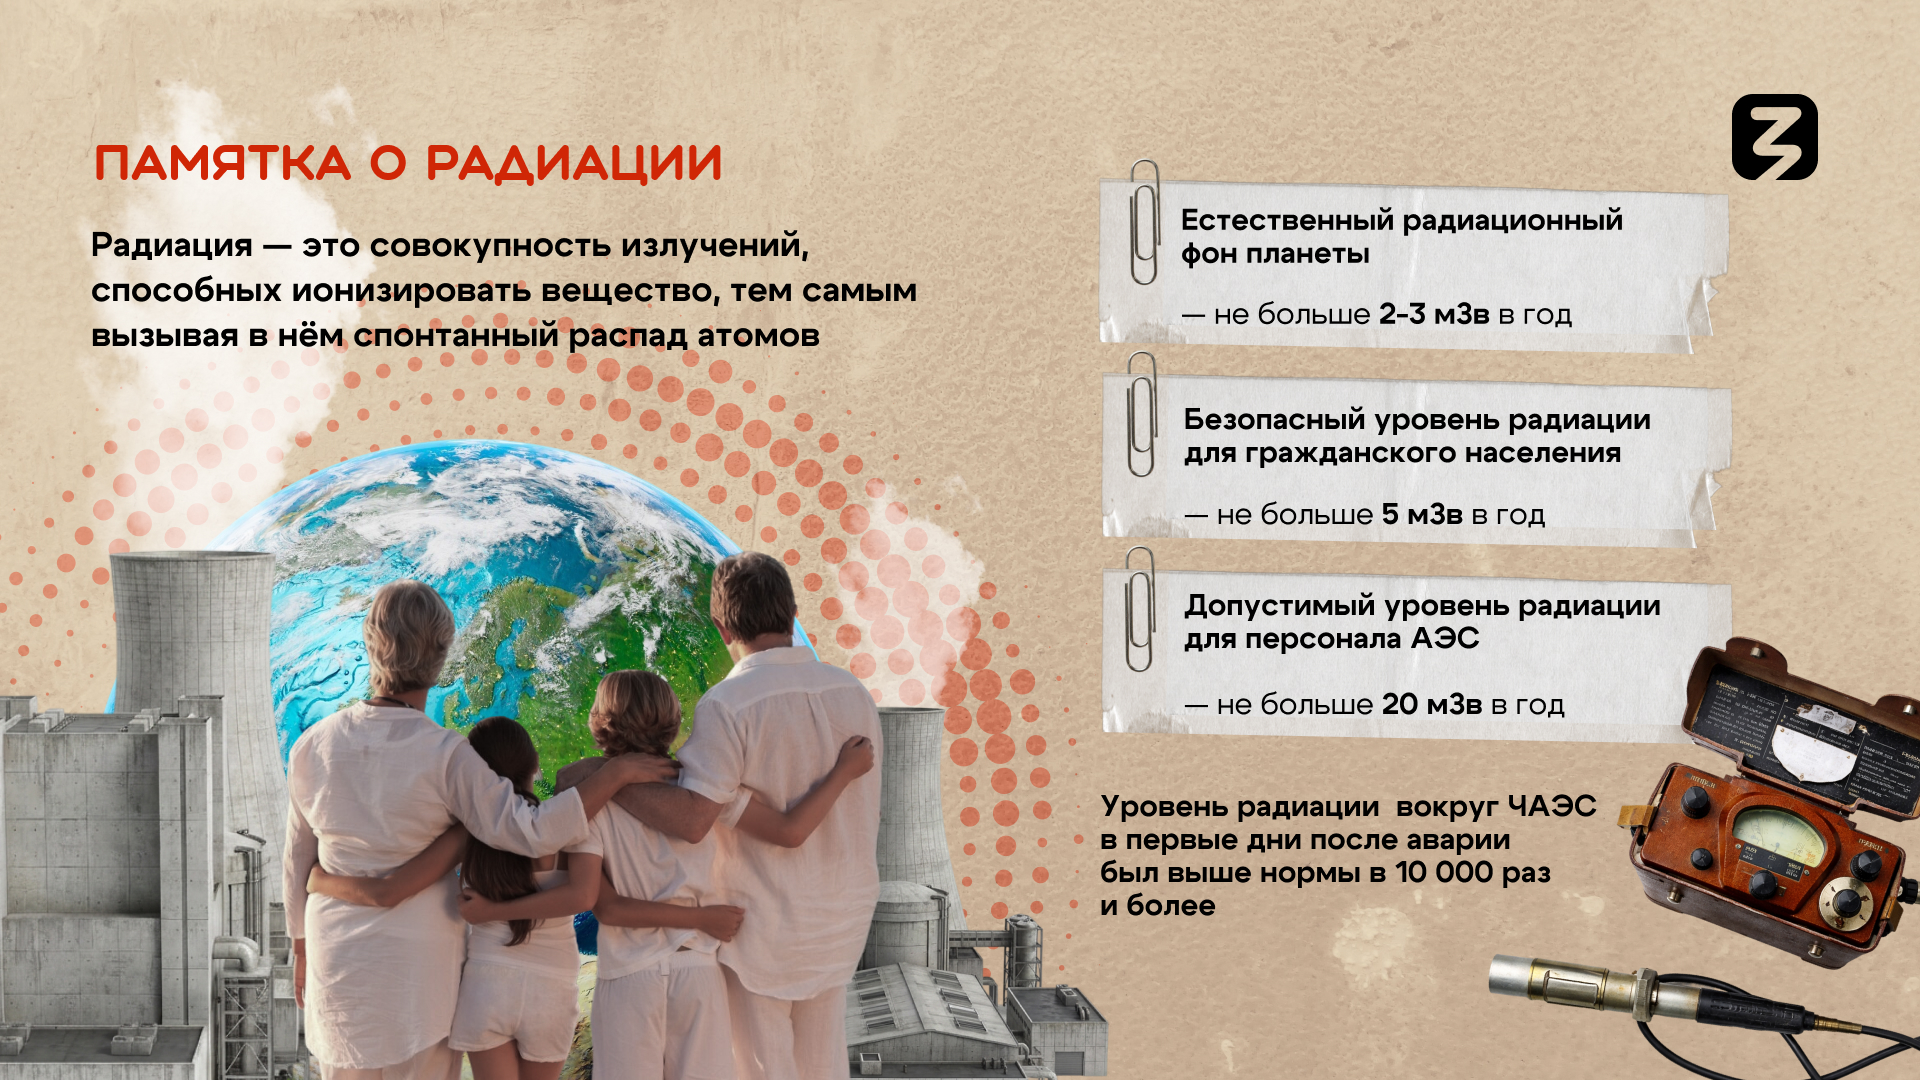 ПАМЯТКА О РАДИАЦИИ
Радиация — это совокупность излучений,
способных ионизировать вещество, тем самым
вызывая в нём спонтанный распад атомов
Естественный радиационный
фон планеты
— не больше 2-3 мЗв в год
Безопасный уровень радиации
для гражданского населения
— не больше 5 мЗв в год
Допустимый уровень радиации
для персонала АЭС
— не больше 20 мЗв в год
Уровень радиации вокруг ЧАЭС
в первые дни после аварии
был выше нормы в 10 000 раз
и более